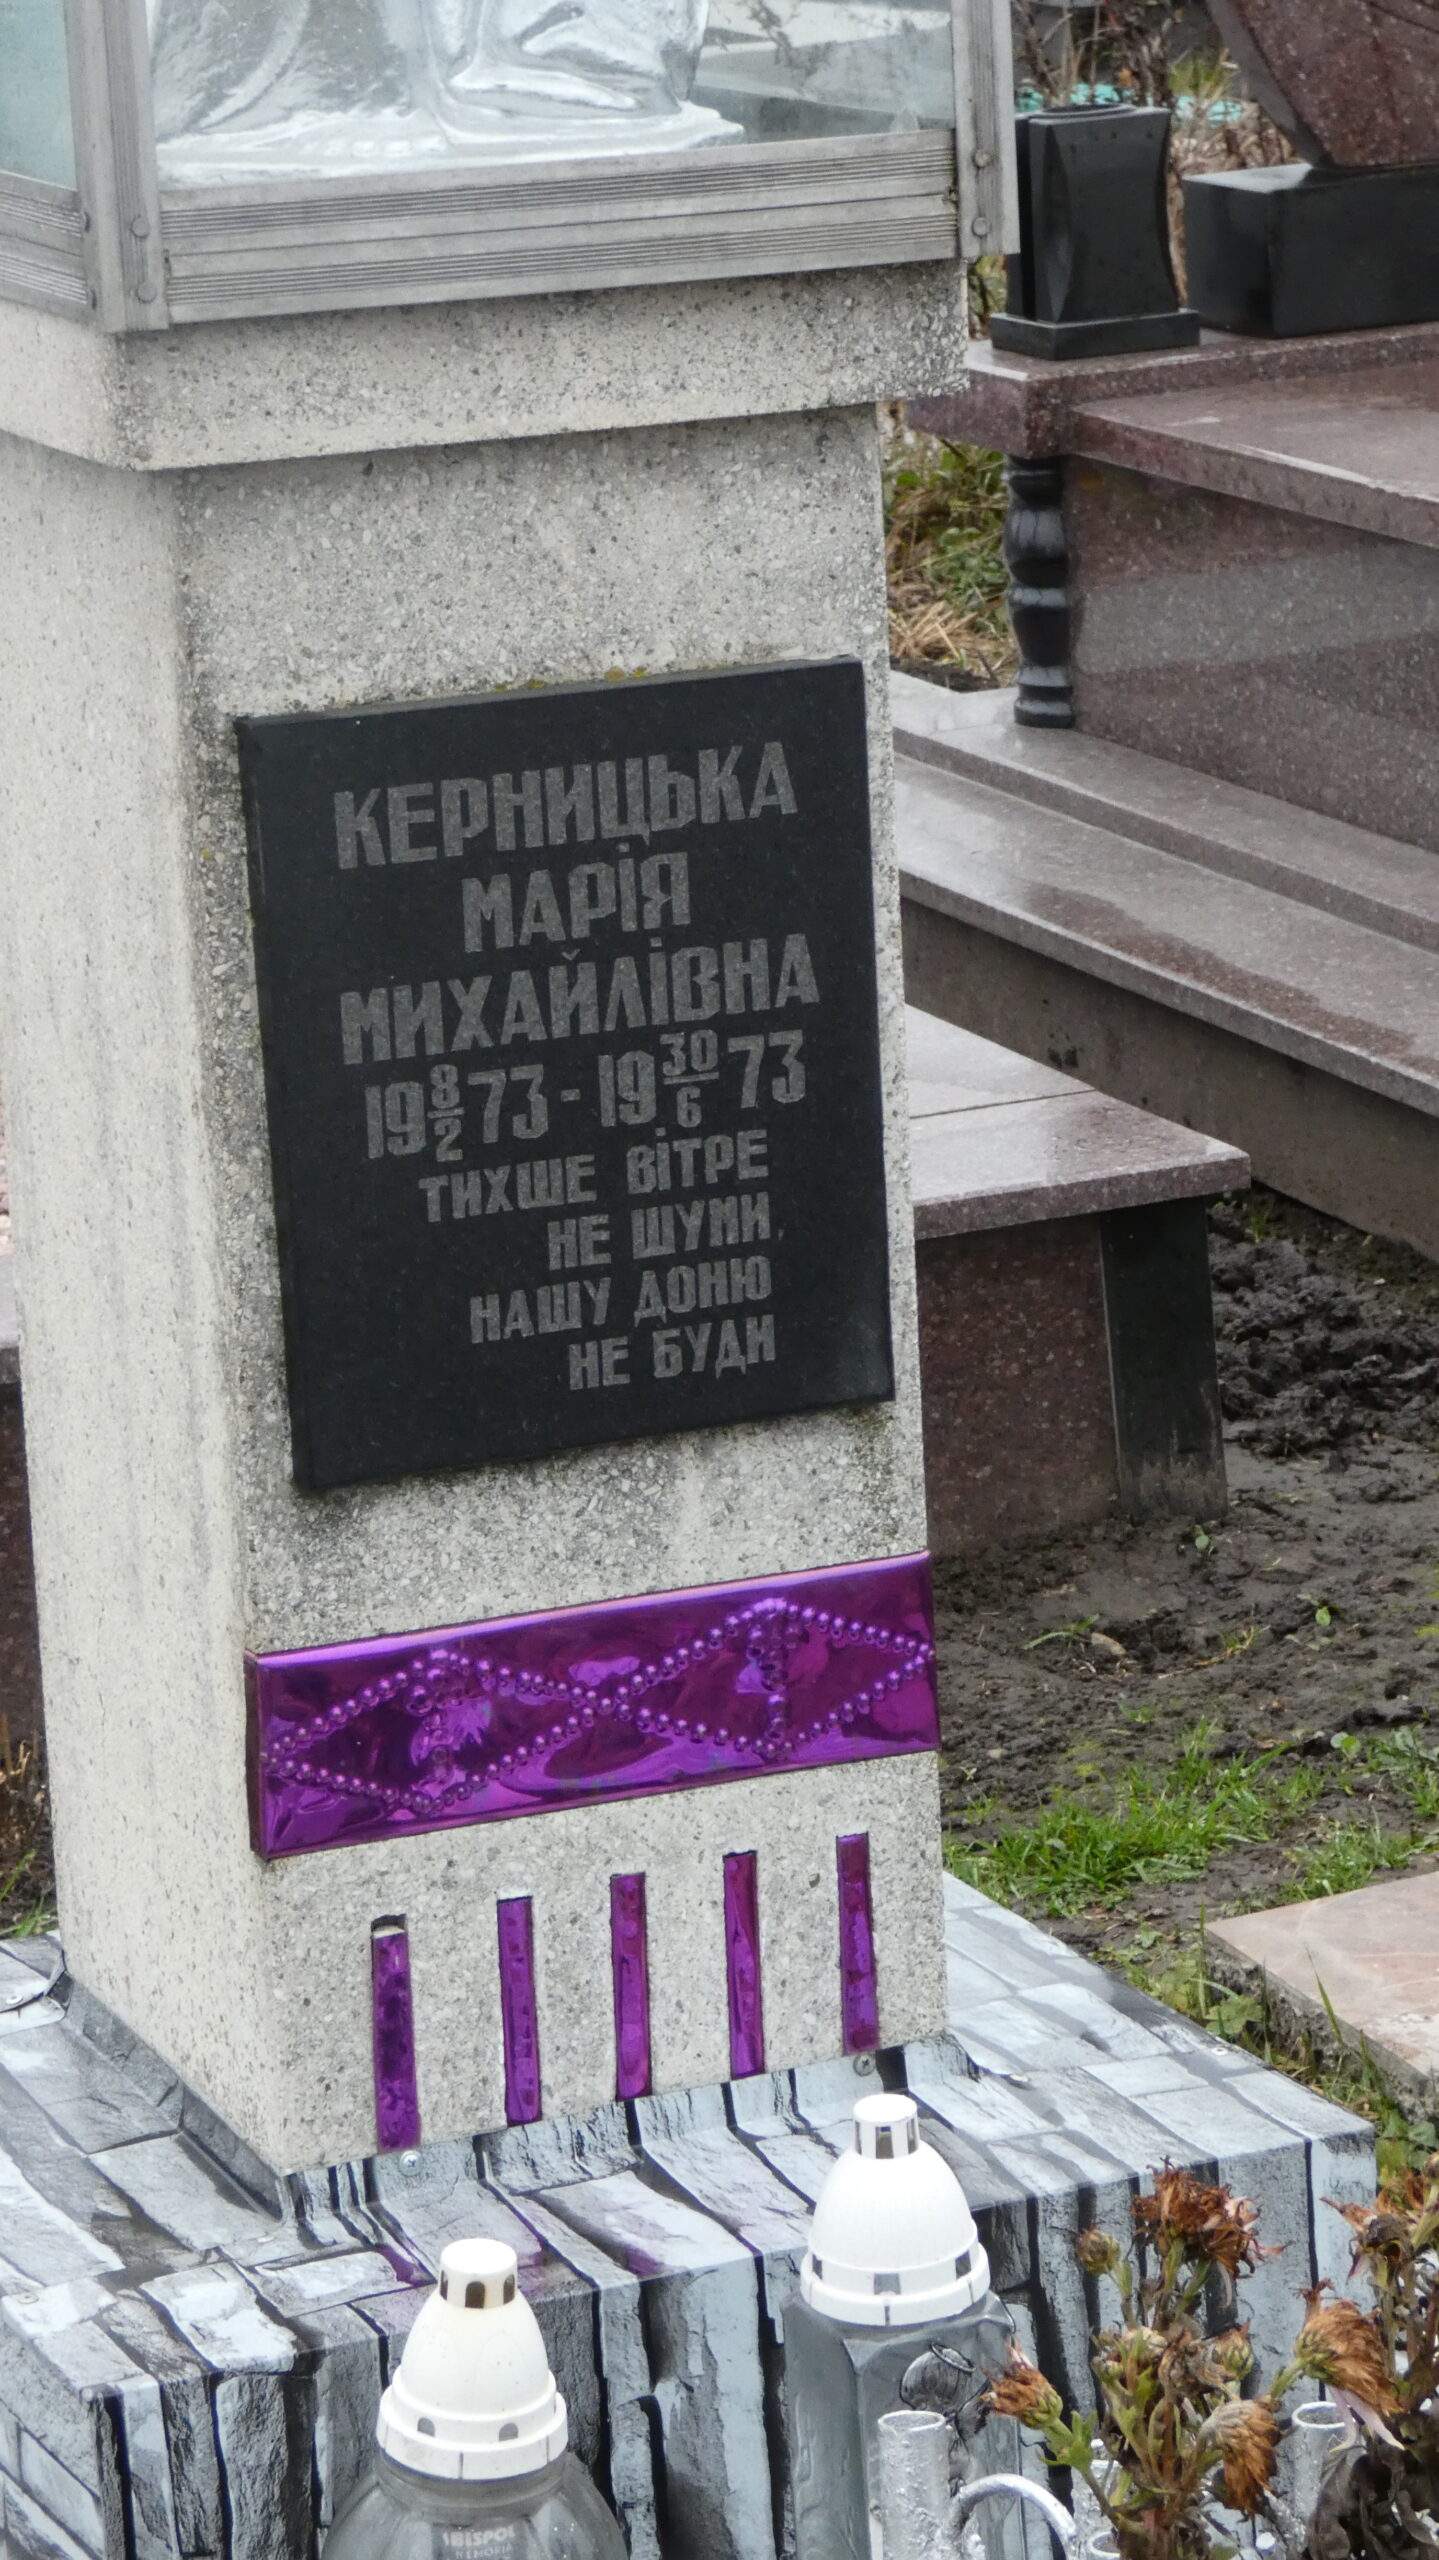 КЕРНИЦЬКА
МАРІЯ
МИХАЙЛІВНА
19 8/2 73 - 19 30/6 73
ТИХШЕ ВІТРЕ
НЕ ШУМИ,
НАШУ ДОНЮ
НЕ БУДИ
BISPOL